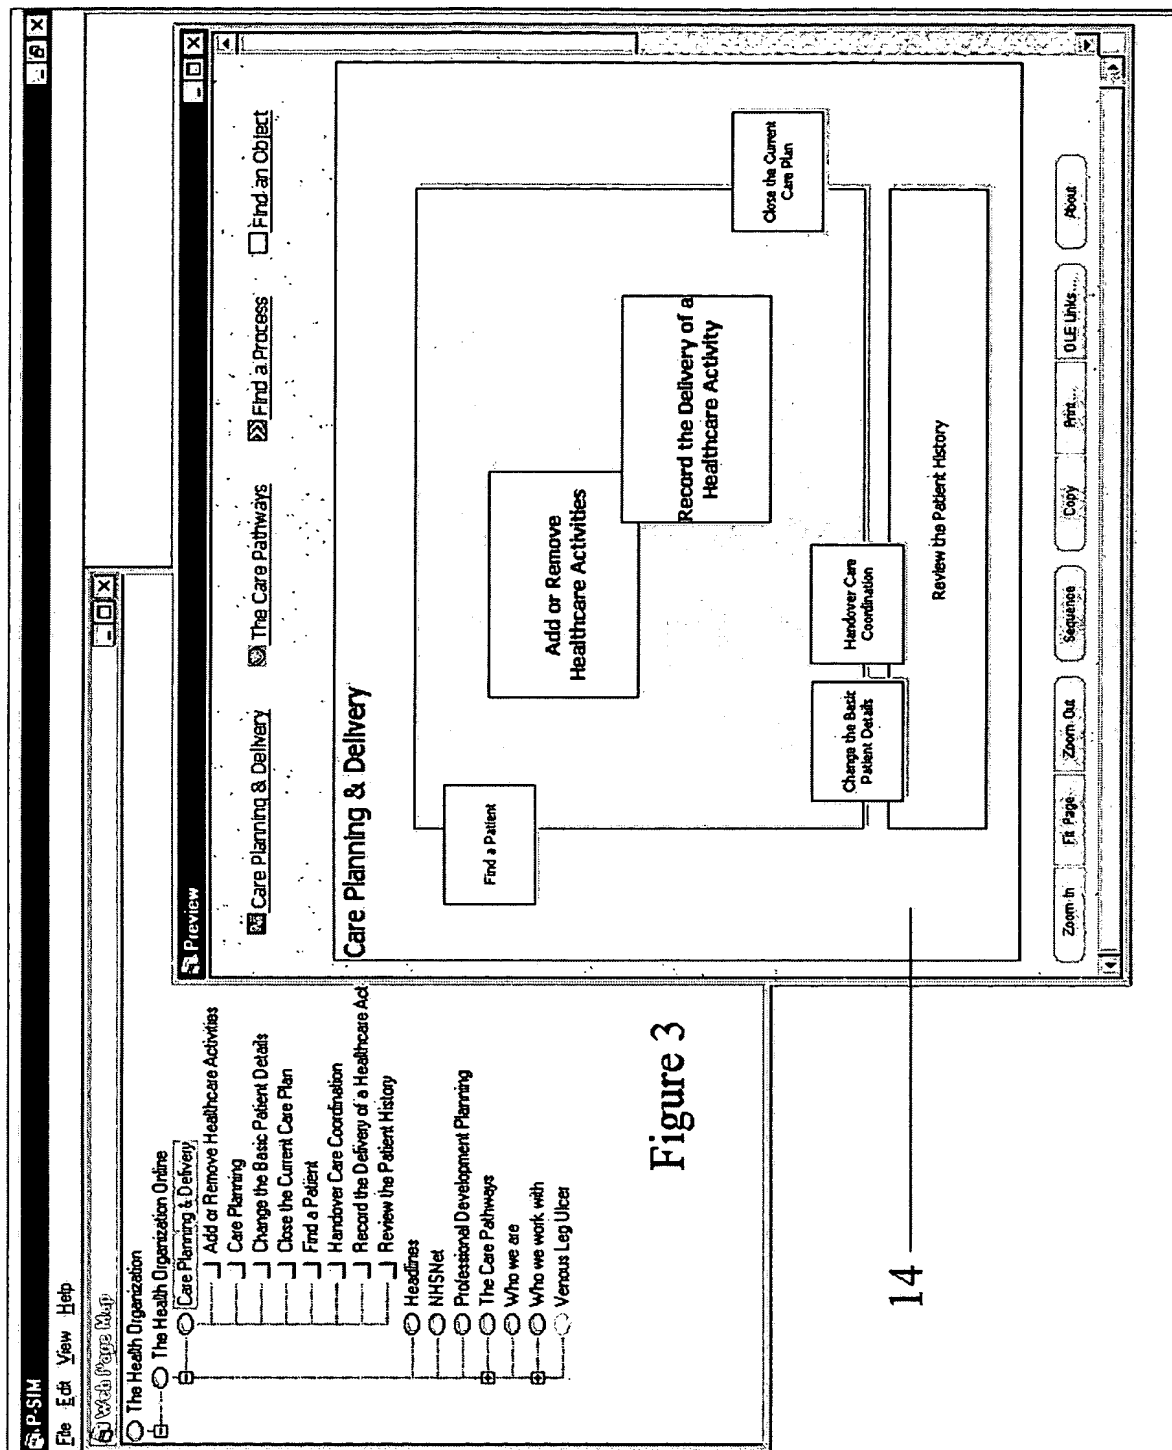 P-SIM
File Edit View Help
Web Page Map
The Health Organization
The Health Organization Online
Care Planning & Delivery
Add or Remove Healthcare Activities
Care Planning
Change the Basic Patient Details
Close the Current Care Plan
Find a Patient
Handover Care Coordination
Record the Delivery of a Healthcare Act
Review the Patient History
Headlines
NHSNet
Professional Development Planning
The Care Pathways
Who we are
Who we work with
Venous Leg Ulcer
Preview
Care Planning & Delivery
The Care Pathways
Find a Process
Find an Object
Care Planning & Delivery
Find a Patient
Add or Remove
Healthcare Activities
Record the Delivery of a
Healthcare Activity
Close the Current
Care Plan
Change the Basic
Patient Details
Handover Care
Coordination
Review the Patient History
Zoom In
Fit Page
Zoom Out
Sequence
Copy
Print...
OLE Links...
About
Figure 3
14